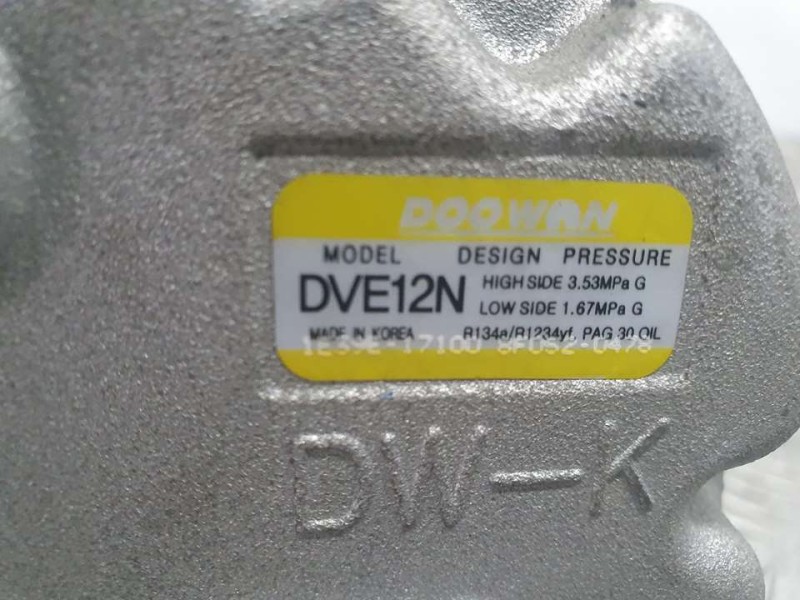 DOOWON
MODEL DESIGN PRESSURE
DVE12N HIGH SIDE 3.53MPa G
LOW SIDE 1.67MPa G
MADE IN KOREA R134a/R1234yf, PAG 30 OIL
DW-K